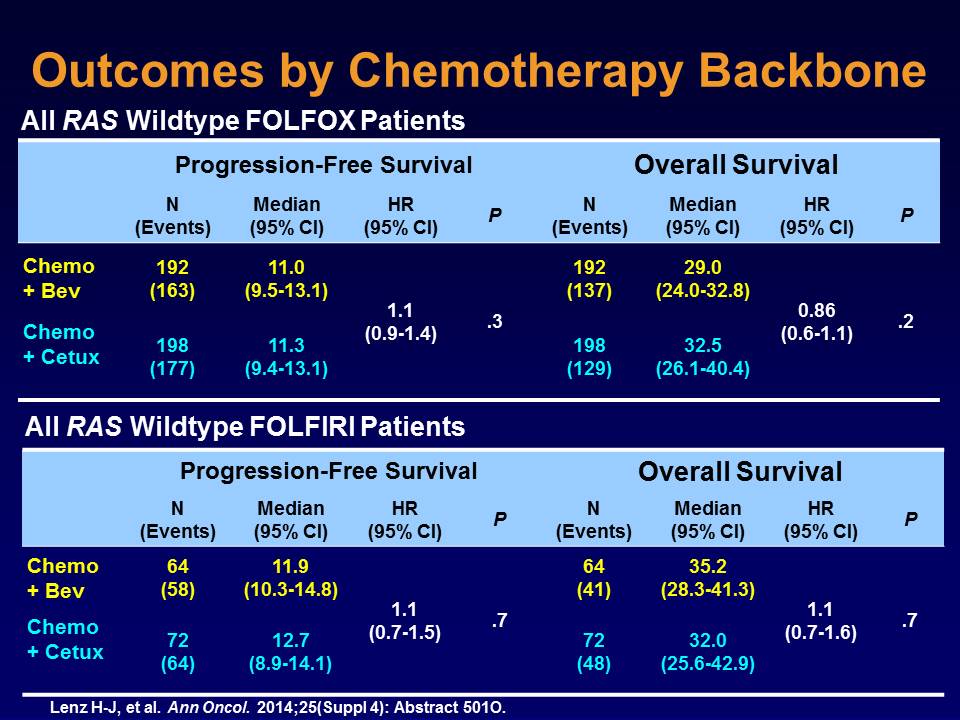 Outcomes by Chemotherapy Backbone
All RAS Wildtype FOLFOX Patients
Progression-Free Survival Overall Survival
N (Events) Median (95% CI) HR (95% CI) P N (Events) Median (95% CI) HR (95% CI) P
Chemo + Bev 192 (163) 11.0 (9.5-13.1) 192 (137) 29.0 (24.0-32.8)
1.1 (0.9-1.4) .3 0.86 (0.6-1.1) .2
Chemo + Cetux 198 (177) 11.3 (9.4-13.1) 198 (129) 32.5 (26.1-40.4)
All RAS Wildtype FOLFIRI Patients
Progression-Free Survival Overall Survival
N (Events) Median (95% CI) HR (95% CI) P N (Events) Median (95% CI) HR (95% CI) P
Chemo + Bev 64 (58) 11.9 (10.3-14.8) 64 (41) 35.2 (28.3-41.3)
1.1 (0.7-1.5) .7 1.1 (0.7-1.6) .7
Chemo + Cetux 72 (64) 12.7 (8.9-14.1) 72 (48) 32.0 (25.6-42.9)
Lenz H-J, et al. Ann Oncol. 2014;25(Suppl 4): Abstract 501O.